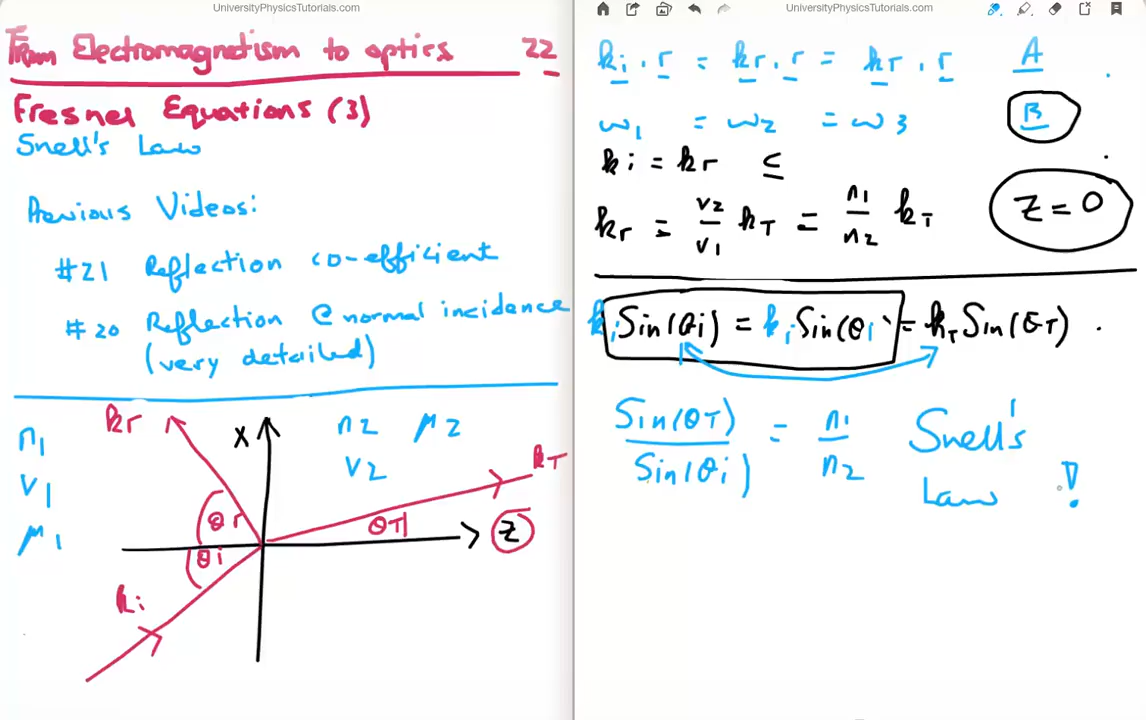 UniversityPhysicsTutorials.com
From Electromagnetism to optics 22
Fresnel Equations (3)
Snell's Law
Previous Videos:
#21 Reflection co-efficient
#20 Reflection @ normal incidence
(very detailed)
n1
v1
μ1
kr
x
n2 μ2
v2
kT
θr
θi
θT
z
ki
UniversityPhysicsTutorials.com
ki . r = kr . r = kT . r A
ω1 = ω2 = ω3 B
ki = kr C
kr = v2/v1 kT = n1/n2 kT
z = 0
ki Sin(θi) = ki Sin(θi) = kT Sin(θT) .
Sin(θT)/Sin(θi) = n1/n2
Snell's
Law !